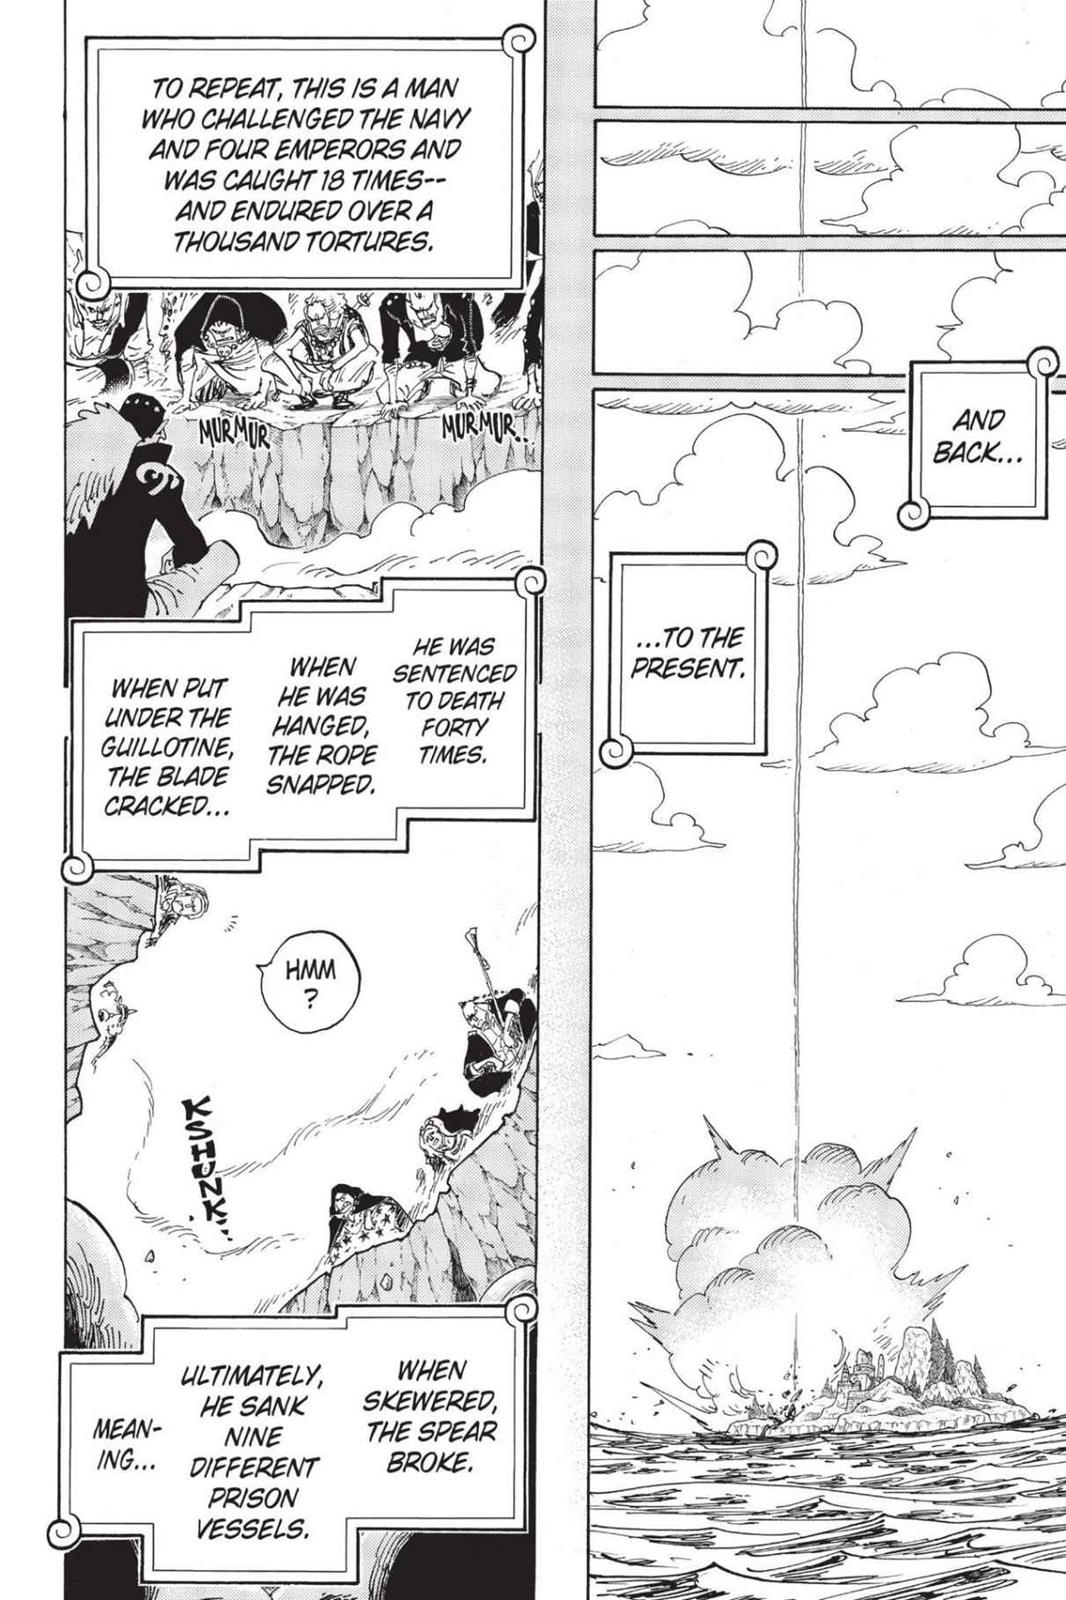 AND
BACK...
...TO THE
PRESENT.
TO REPEAT, THIS IS A MAN
WHO CHALLENGED THE NAVY
AND FOUR EMPERORS AND
WAS CAUGHT 18 TIMES--
AND ENDURED OVER A
THOUSAND TORTURES.
MURMUR..
MURMUR
HE WAS
SENTENCED
TO DEATH
FORTY
TIMES.
WHEN
HE WAS
HANGED,
THE ROPE
SNAPPED.
WHEN PUT
UNDER THE
GUILLOTINE,
THE BLADE
CRACKED...
HMM
?
KSHUNK...
WHEN
SKEWERED,
THE SPEAR
BROKE.
ULTIMATELY,
HE SANK
NINE
DIFFERENT
PRISON
VESSELS.
MEAN-
ING...